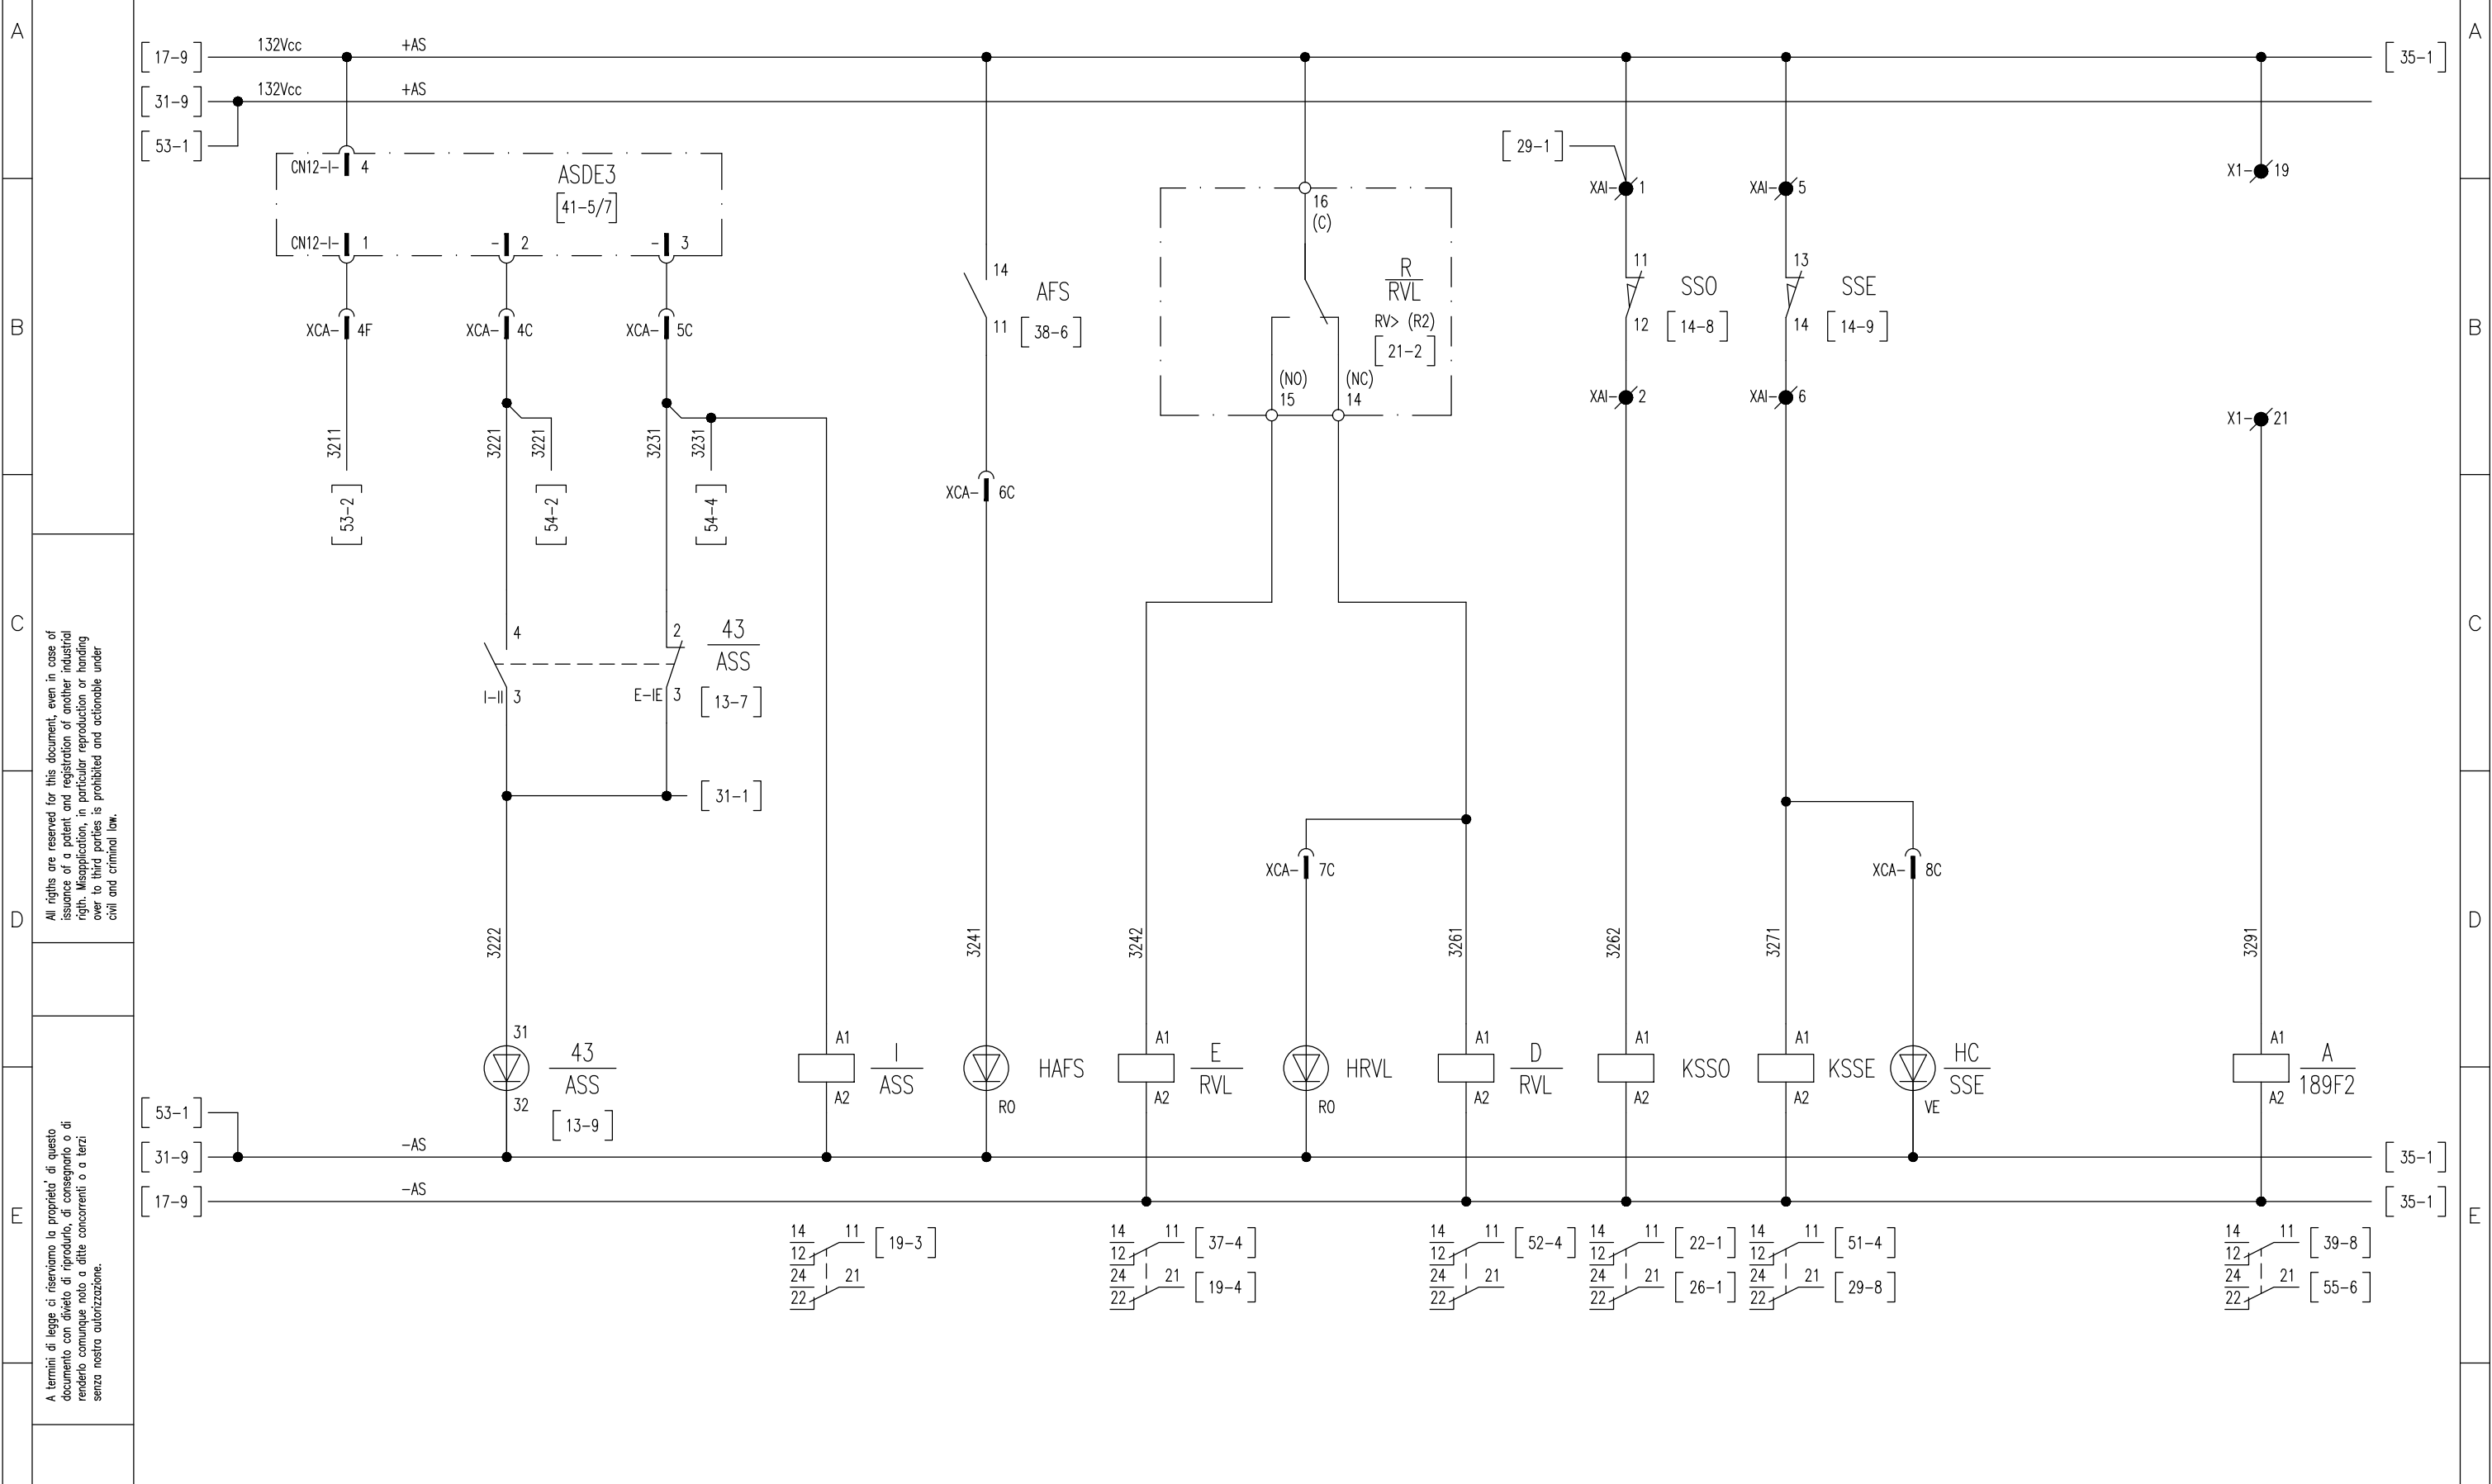 A
A
[17-9] 132Vcc +AS [35-1]
[31-9] 132Vcc +AS
[53-1]
[29-1]
CN12-I- 4
ASDE3
[41-5/7]
CN12-I- 1
- 2
- 3
X1- 19
XAI- 1
XAI- 5
16
(C)
B
B
XCA- 4F
XCA- 4C
XCA- 5C
14
AFS
11
[38-6]
R
RVL
RV> (R2)
[21-2]
(NO)
15
(NC)
14
11
SSO
12
[14-8]
13
SSE
14
[14-9]
XAI- 2
XAI- 6
X1- 21
3211
3221
3221
3231
3231
[53-2]
[54-2]
[54-4]
XCA- 6C
C
C
4
2
43
ASS
I-II 3
E-IE 3
[13-7]
[31-1]
XCA- 7C
XCA- 8C
D
D
3222
3241
3242
3261
3262
3271
3291
31
43
ASS
32
[13-9]
A1
I
ASS
A2
HAFS
RO
A1
E
RVL
A2
HRVL
RO
A1
D
RVL
A2
A1
KSSO
A2
A1
KSSE
A2
HC
SSE
VE
A1
A
189F2
A2
[53-1]
[31-9] -AS [35-1]
[17-9] -AS [35-1]
E
E
14 11 [19-3]
12
24 21
22
14 11 [37-4]
12
24 21 [19-4]
22
14 11 [52-4]
12
24 21
22
14 11 [22-1]
12
24 21 [26-1]
22
14 11 [51-4]
12
24 21 [29-8]
22
14 11 [39-8]
12
24 21 [55-6]
22
All rigths are reserved for this document, even in case of
issuance of a patent and registration of another industrial
rigth. Misapplication, in particular reproduction or handing
over to third parties is prohibited and actionable under
civil and criminal law.
A termini di legge ci riserviamo la proprieta' di questo
documento con divieto di riprodurlo, di consegnarlo o di
renderlo comunque noto a ditte concorrenti o a terzi
senza nostra autorizzazione.